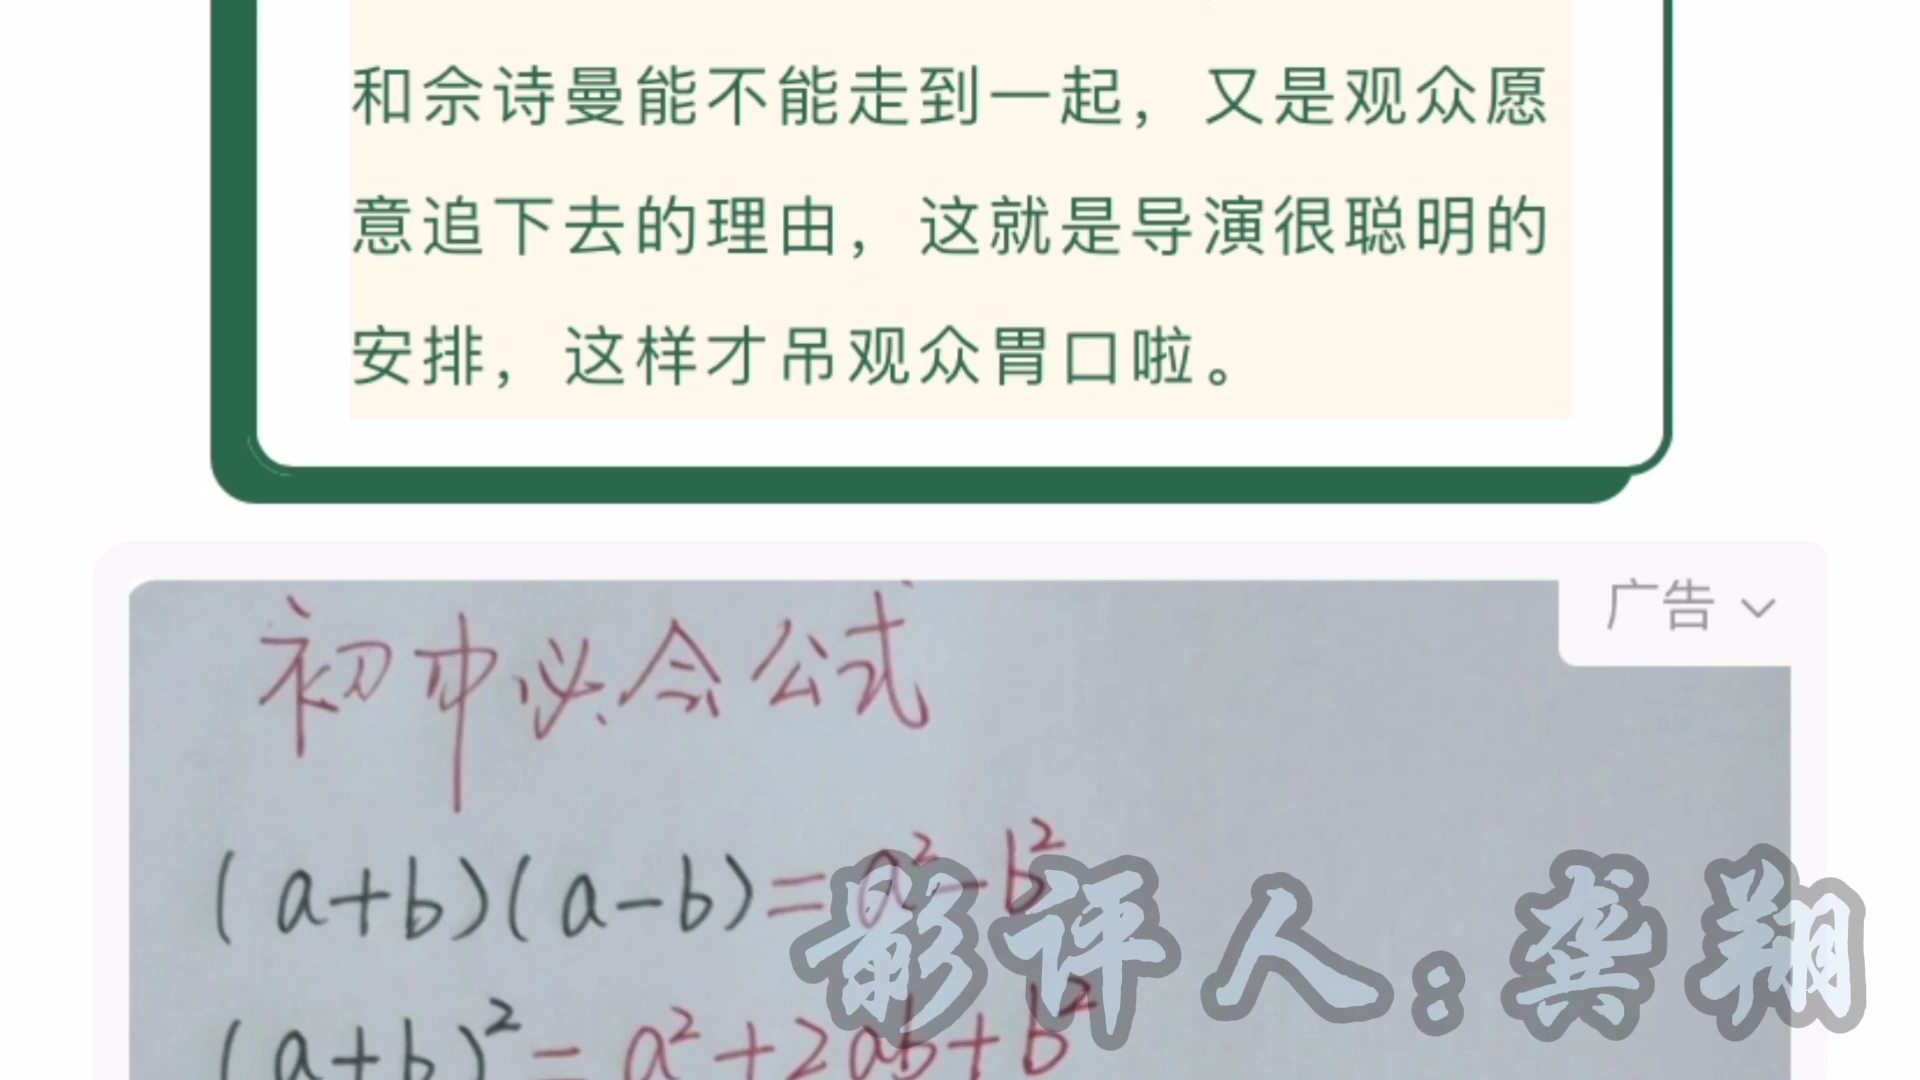 和佘诗曼能不能走到一起，又是观众愿
意追下去的理由，这就是导演很聪明的
安排，这样才吊观众胃口啦。
广告
初中必会公式
(a+b)(a-b)=a²-b²
影评人:龚翔
(a+b)²=a²+2ab+b²